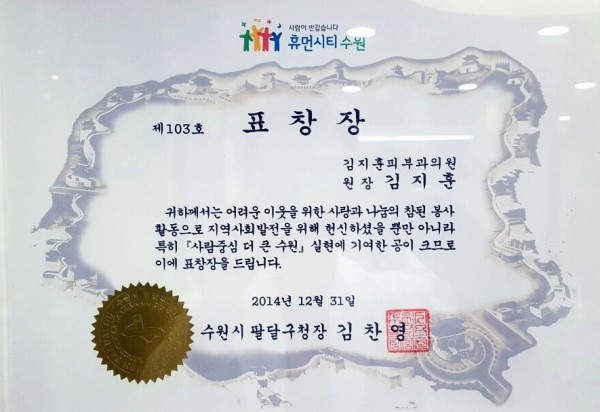 사람이 반갑습니다
휴먼시티 수원
제103호 표창장
김지훈피부과의원
원장 김지훈
귀하께서는 어려운 이웃을 위한 사랑과 나눔의 참된 봉사
활동으로 지역사회발전을 위해 헌신하셨을 뿐만 아니라
특히 『사람중심 더 큰 수원』 실현에 기여한 공이 크므로
이에 표창장을 드립니다.
2014년 12월 31일
수원시 팔달구청장 김찬영